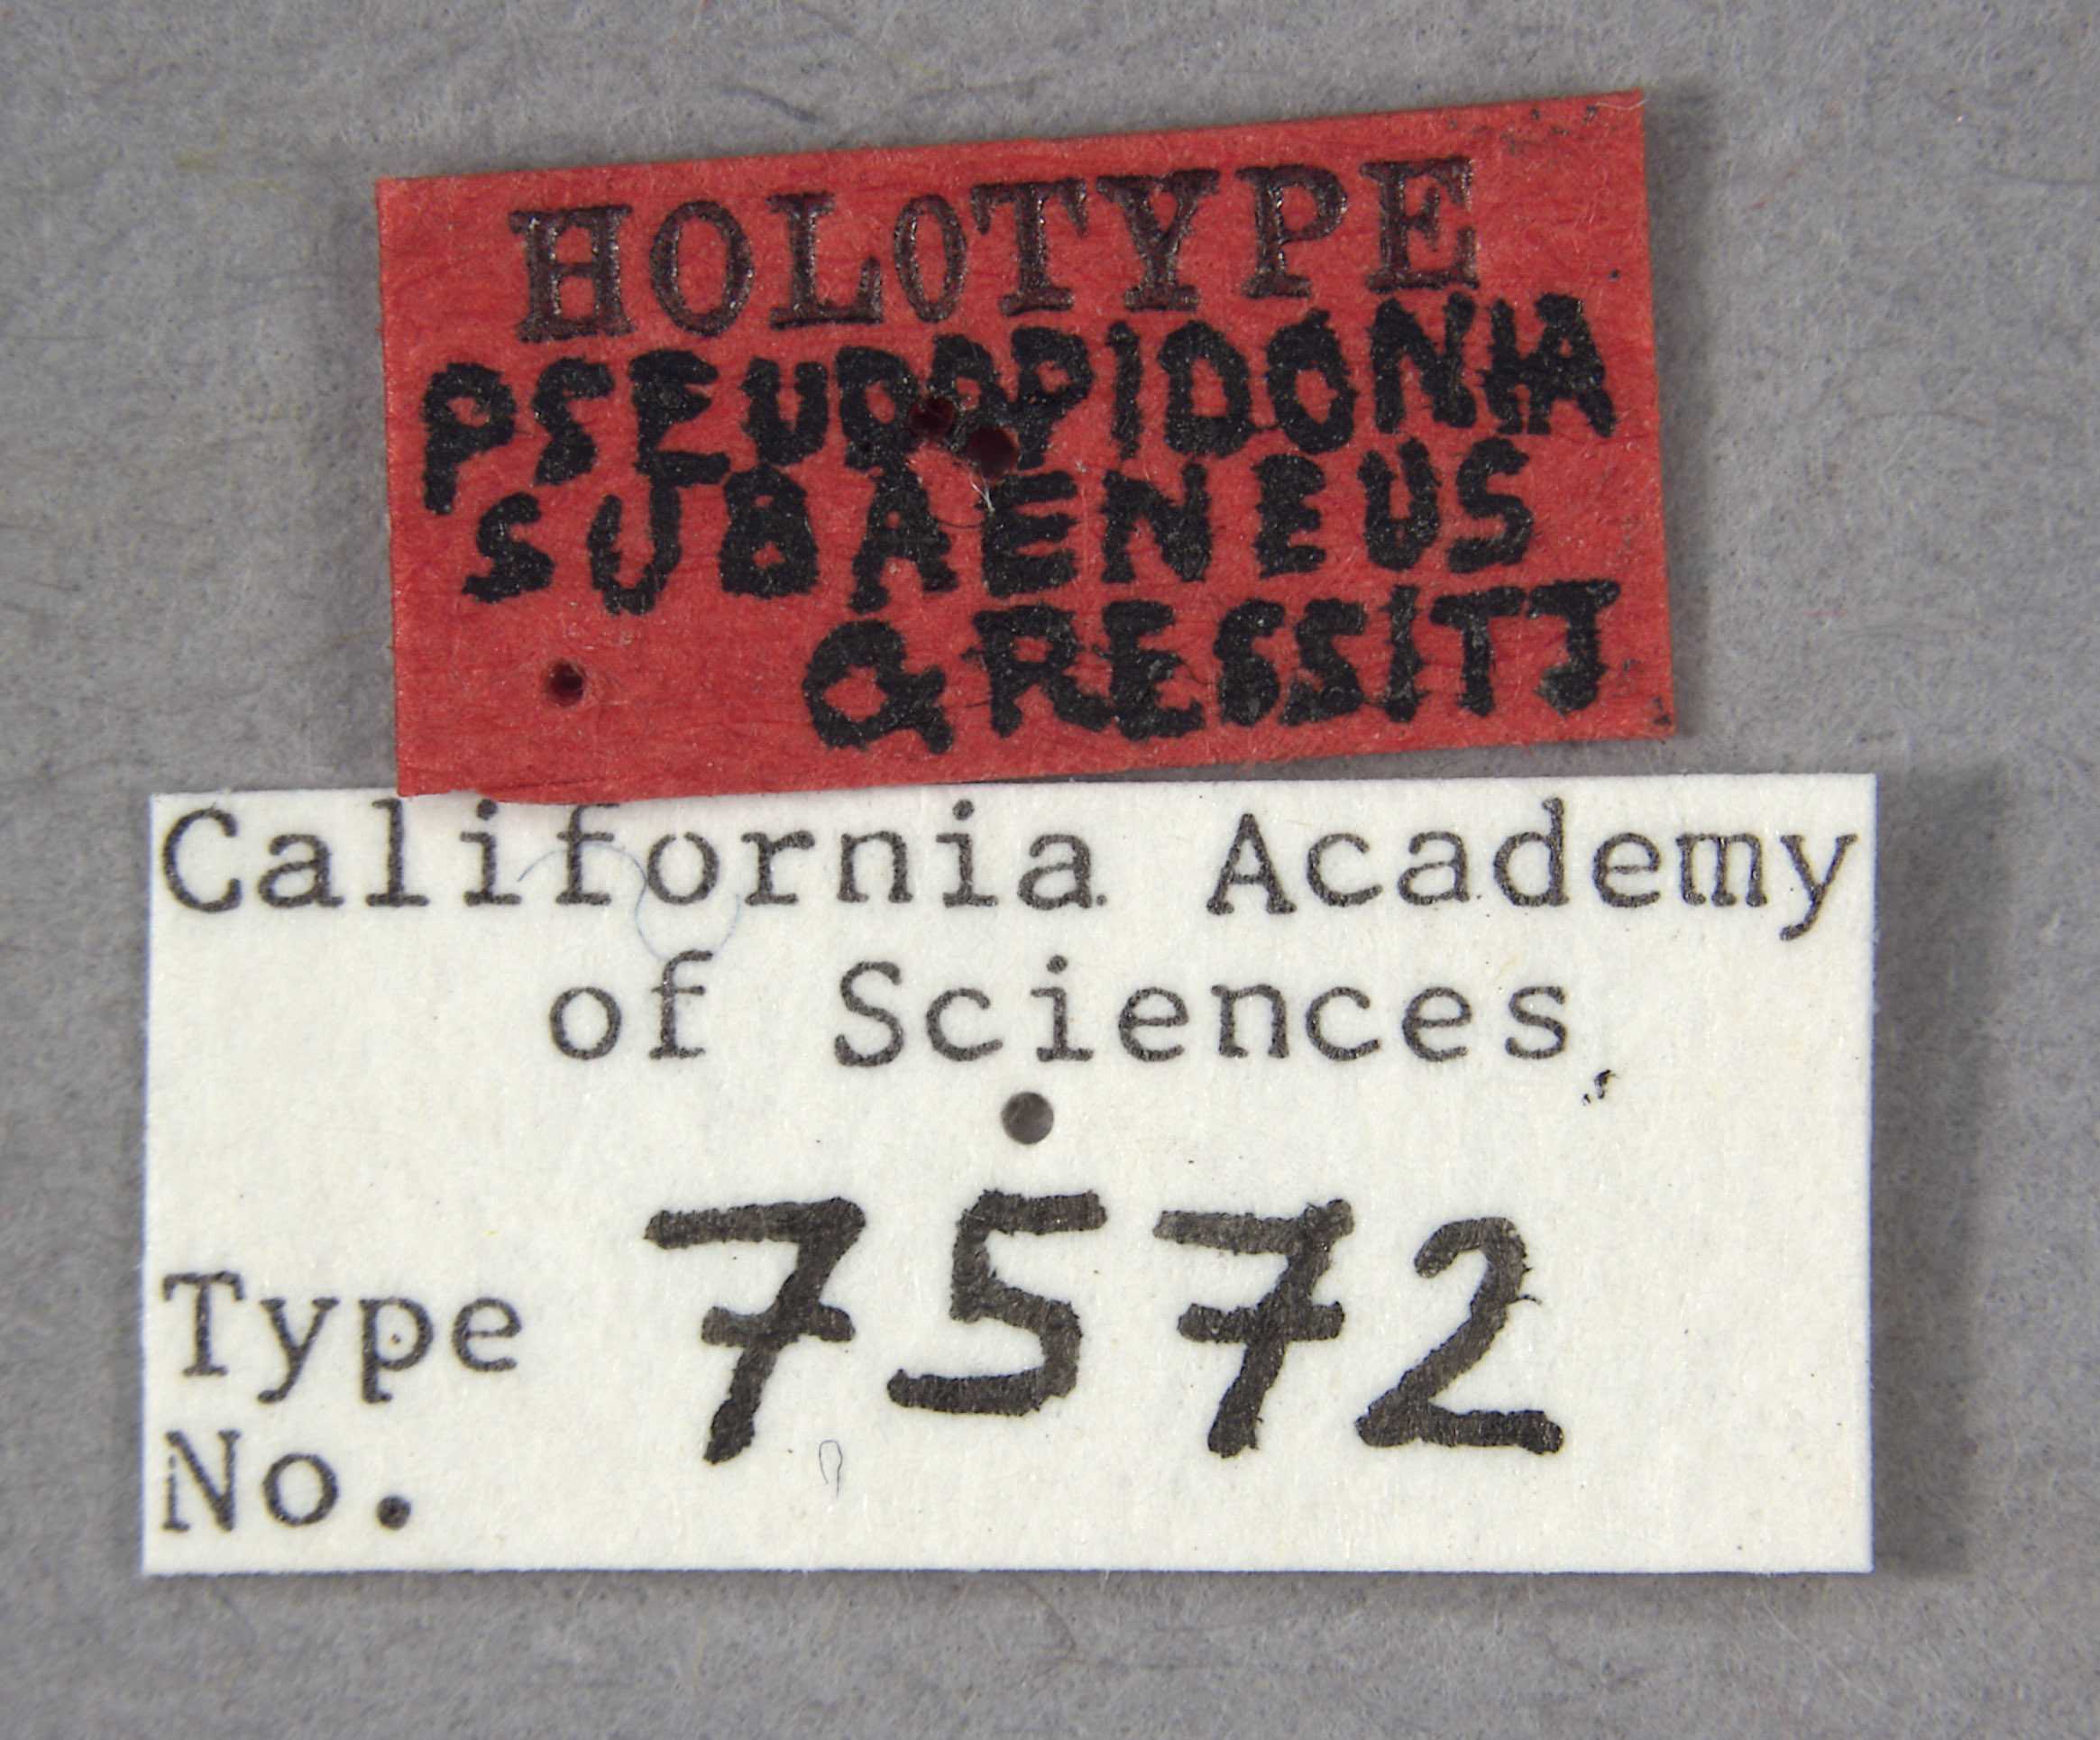 HOLOTYPE
PSEUDOPIDONIA
SUBAENEUS
GRESSITT
California Academy
of Sciences
Type 7572
No.